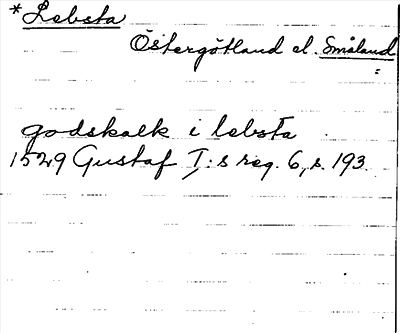 *Lebsta
Östergötland el. Småland
godskalk i lebsta
1529 Gustaf I:s reg. 6, s. 193.